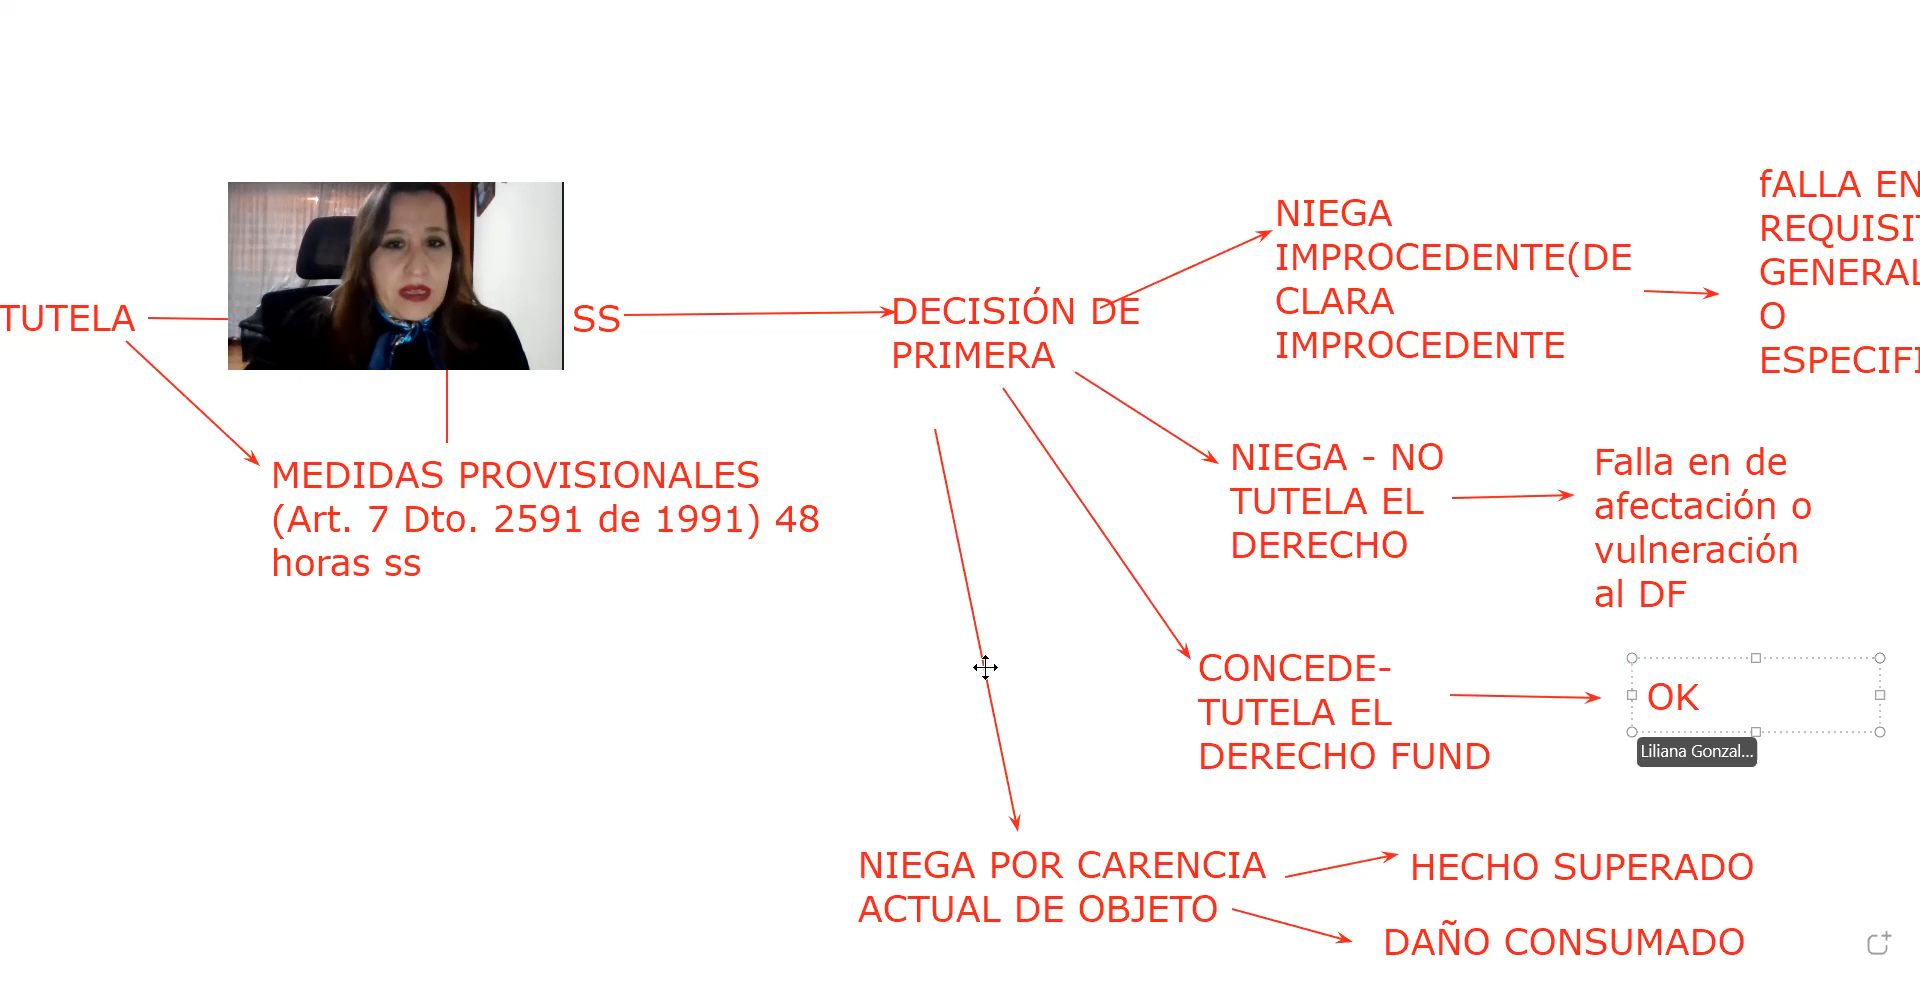 TUTELA
SS
MEDIDAS PROVISIONALES
(Art. 7 Dto. 2591 de 1991) 48
horas ss
DECISIÓN DE
PRIMERA
NIEGA
IMPROCEDENTE(DE
CLARA
IMPROCEDENTE
fALLA EN
REQUISIT
GENERAL
O
ESPECIFI
NIEGA - NO
TUTELA EL
DERECHO
Falla en de
afectación o
vulneración
al DF
CONCEDE-
TUTELA EL
DERECHO FUND
OK
Liliana Gonzal...
NIEGA POR CARENCIA
ACTUAL DE OBJETO
HECHO SUPERADO
DAÑO CONSUMADO